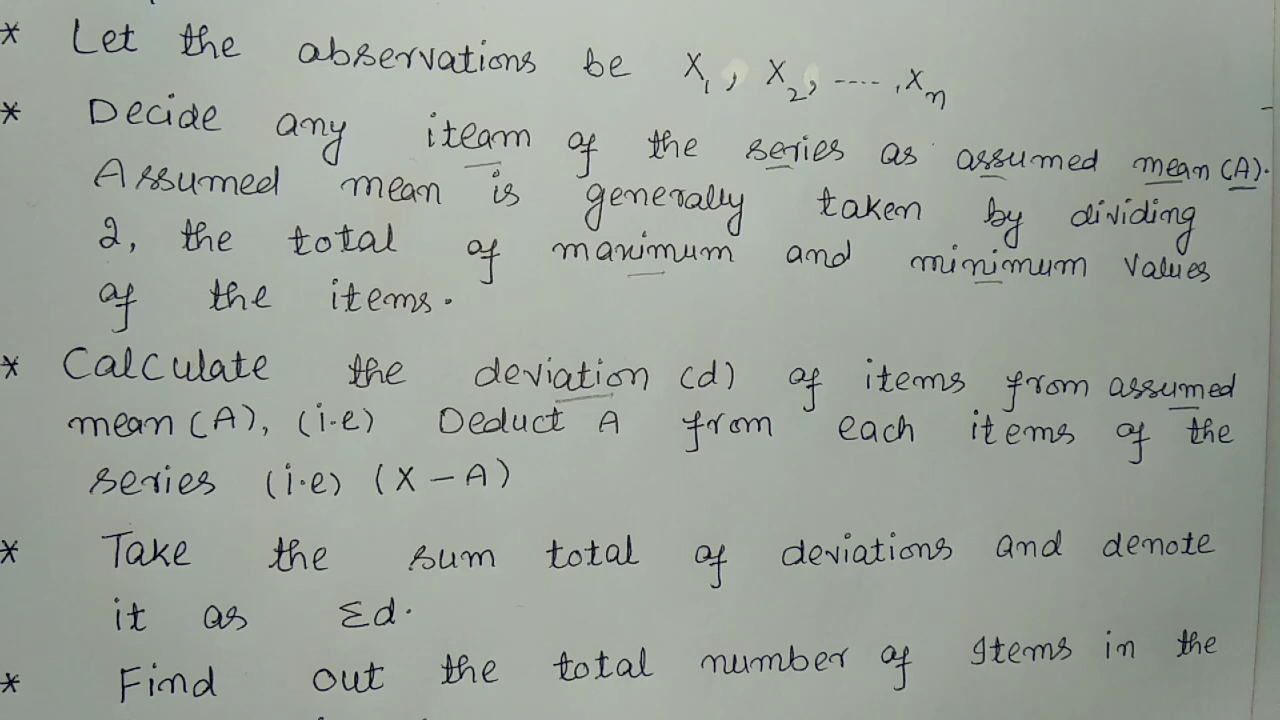 * Let the observations be X₁, X₂, ----, Xₙ
* Decide any iteam of the series as assumed mean (A).
Assumed mean is generally taken by dividing
2, the total of maximum and minimum values
of the items.
* Calculate the deviation (d) of items from assumed
mean (A), (i.e) Deduct A from each items of the
series (i.e) (X - A)
* Take the sum total of deviations and denote
it as Σd.
* Find out the total number of Items in the